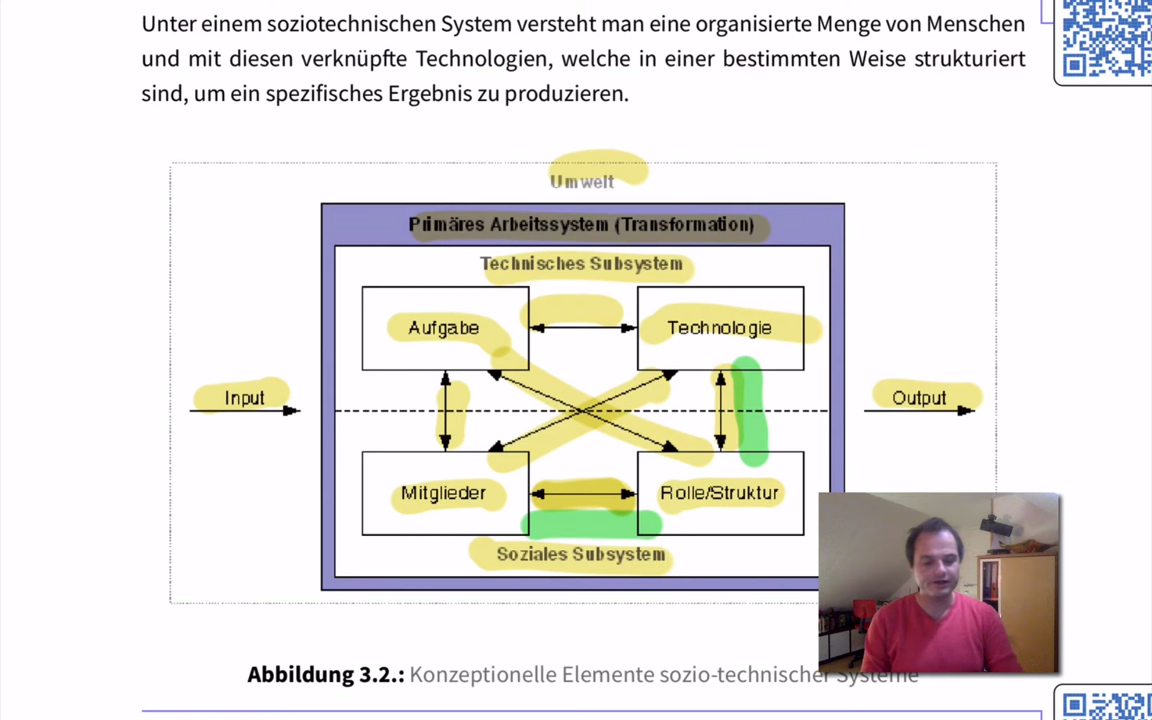 Unter einem soziotechnischen System versteht man eine organisierte Menge von Menschen
und mit diesen verknüpfte Technologien, welche in einer bestimmten Weise strukturiert
sind, um ein spezifisches Ergebnis zu produzieren.
Umwelt
Primäres Arbeitssystem (Transformation)
Technisches Subsystem
Aufgabe
Technologie
Input
Output
Mitglieder
Rolle/Struktur
Soziales Subsystem
Abbildung 3.2.: Konzeptionelle Elemente sozio-technischer Systeme